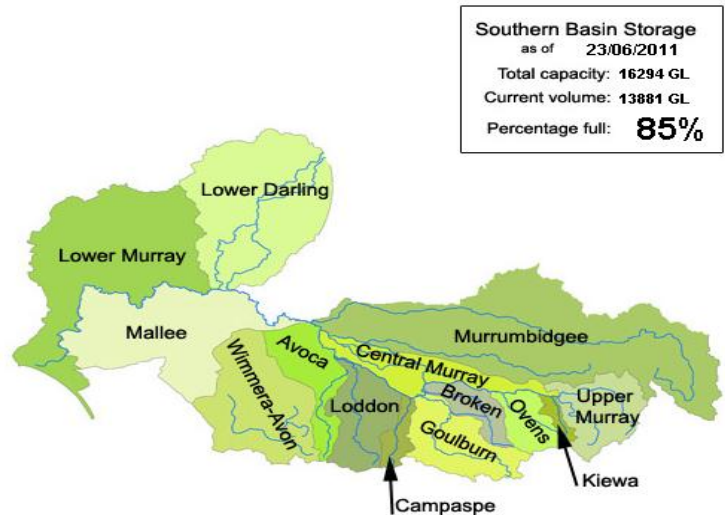 Southern Basin Storage
as of 23/06/2011
Total capacity: 16294 GL
Current volume: 13881 GL
Percentage full: 85%
Lower Darling
Lower Murray
Mallee
Murrumbidgee
Avoca
Central Murray
Wimmera-Avon
Loddon
Broken
Ovens
Upper
Murray
Goulburn
Kiewa
Campaspe